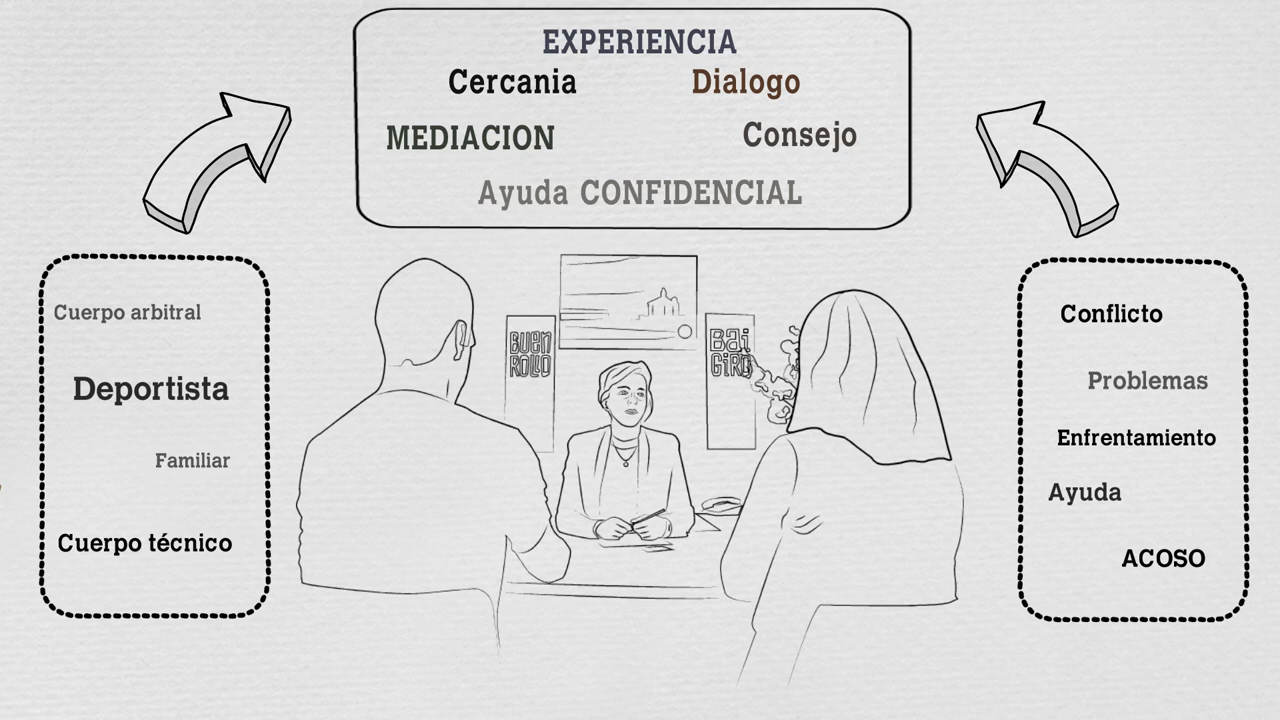 EXPERIENCIA
Cercania Dialogo
MEDIACION Consejo
Ayuda CONFIDENCIAL
Cuerpo arbitral
Deportista
Familiar
Cuerpo técnico
BUEN
ROLLO
BAi
GIRO
Conflicto
Problemas
Enfrentamiento
Ayuda
ACOSO